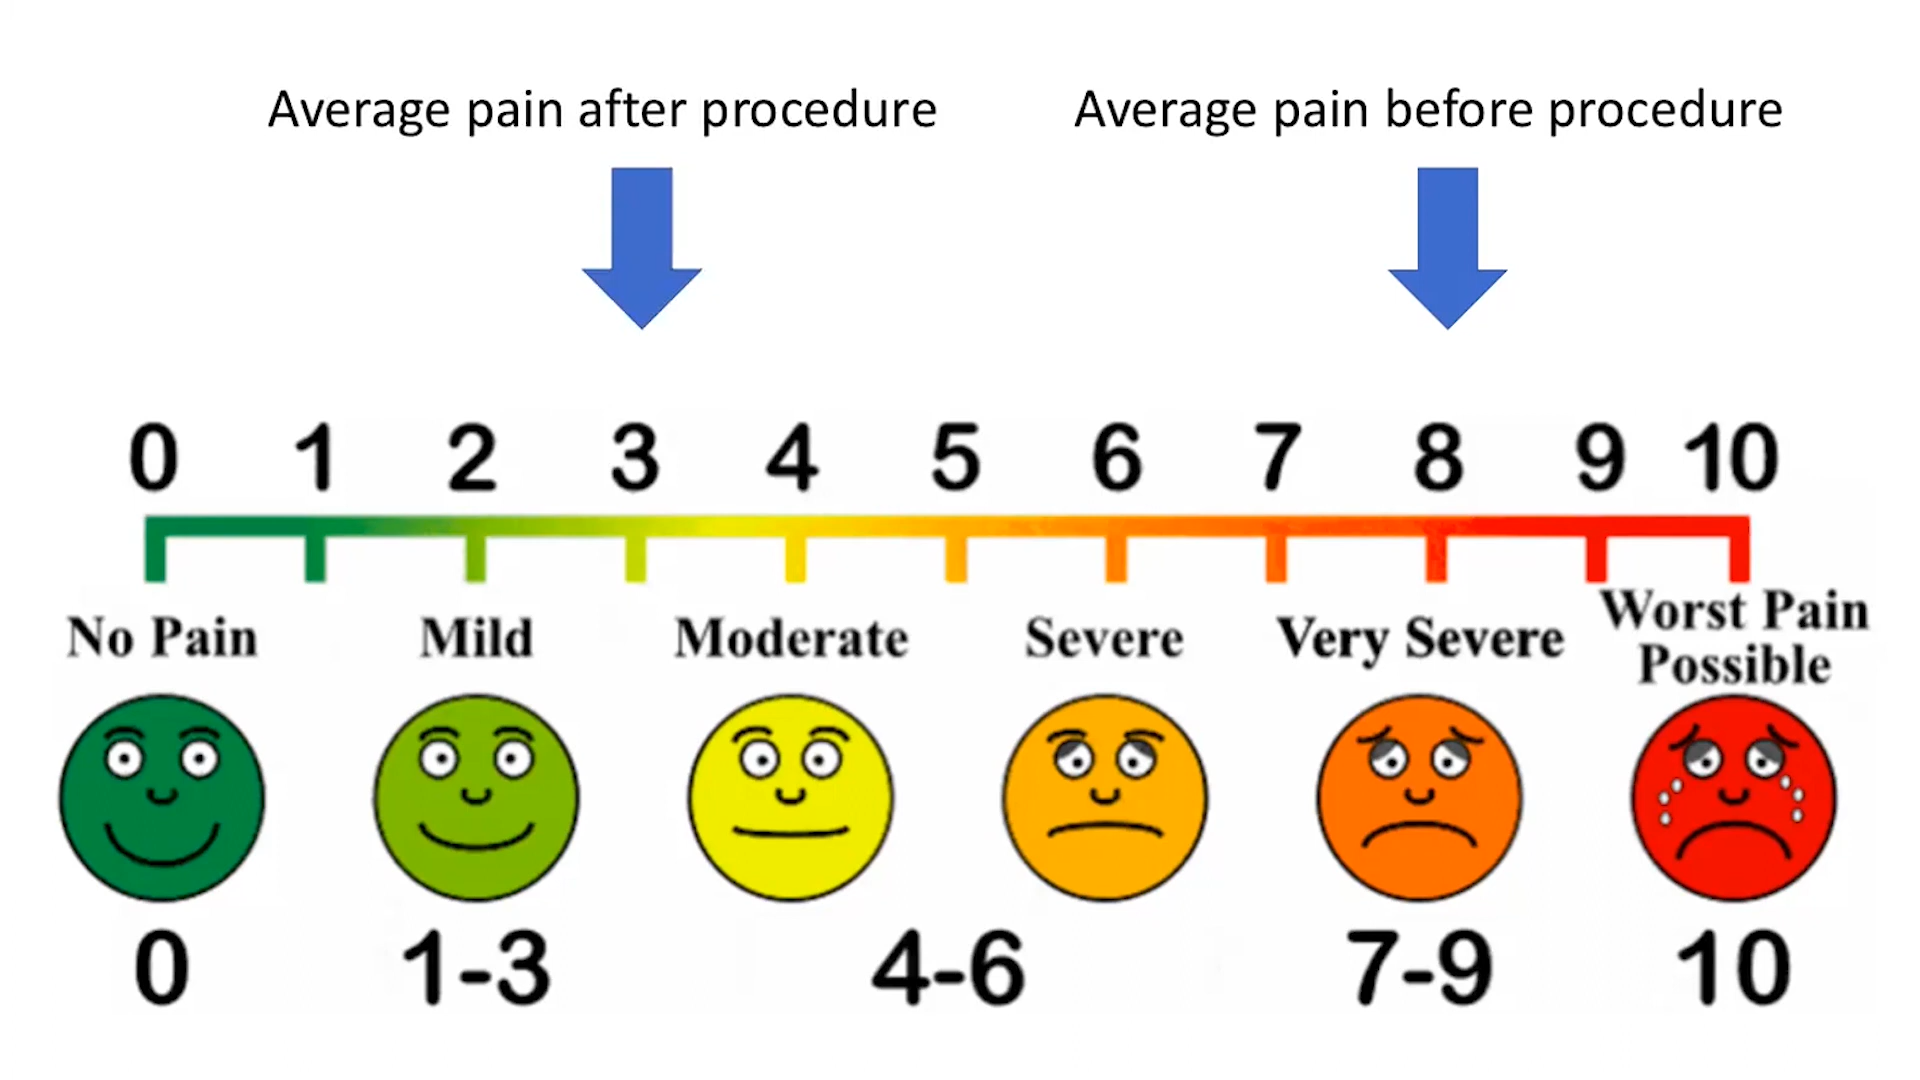 Average pain after procedure Average pain before procedure
0 1 2 3 4 5 6 7 8 9 10
No Pain Mild Moderate Severe Very Severe Worst Pain
Possible
0 1-3 4-6 7-9 10